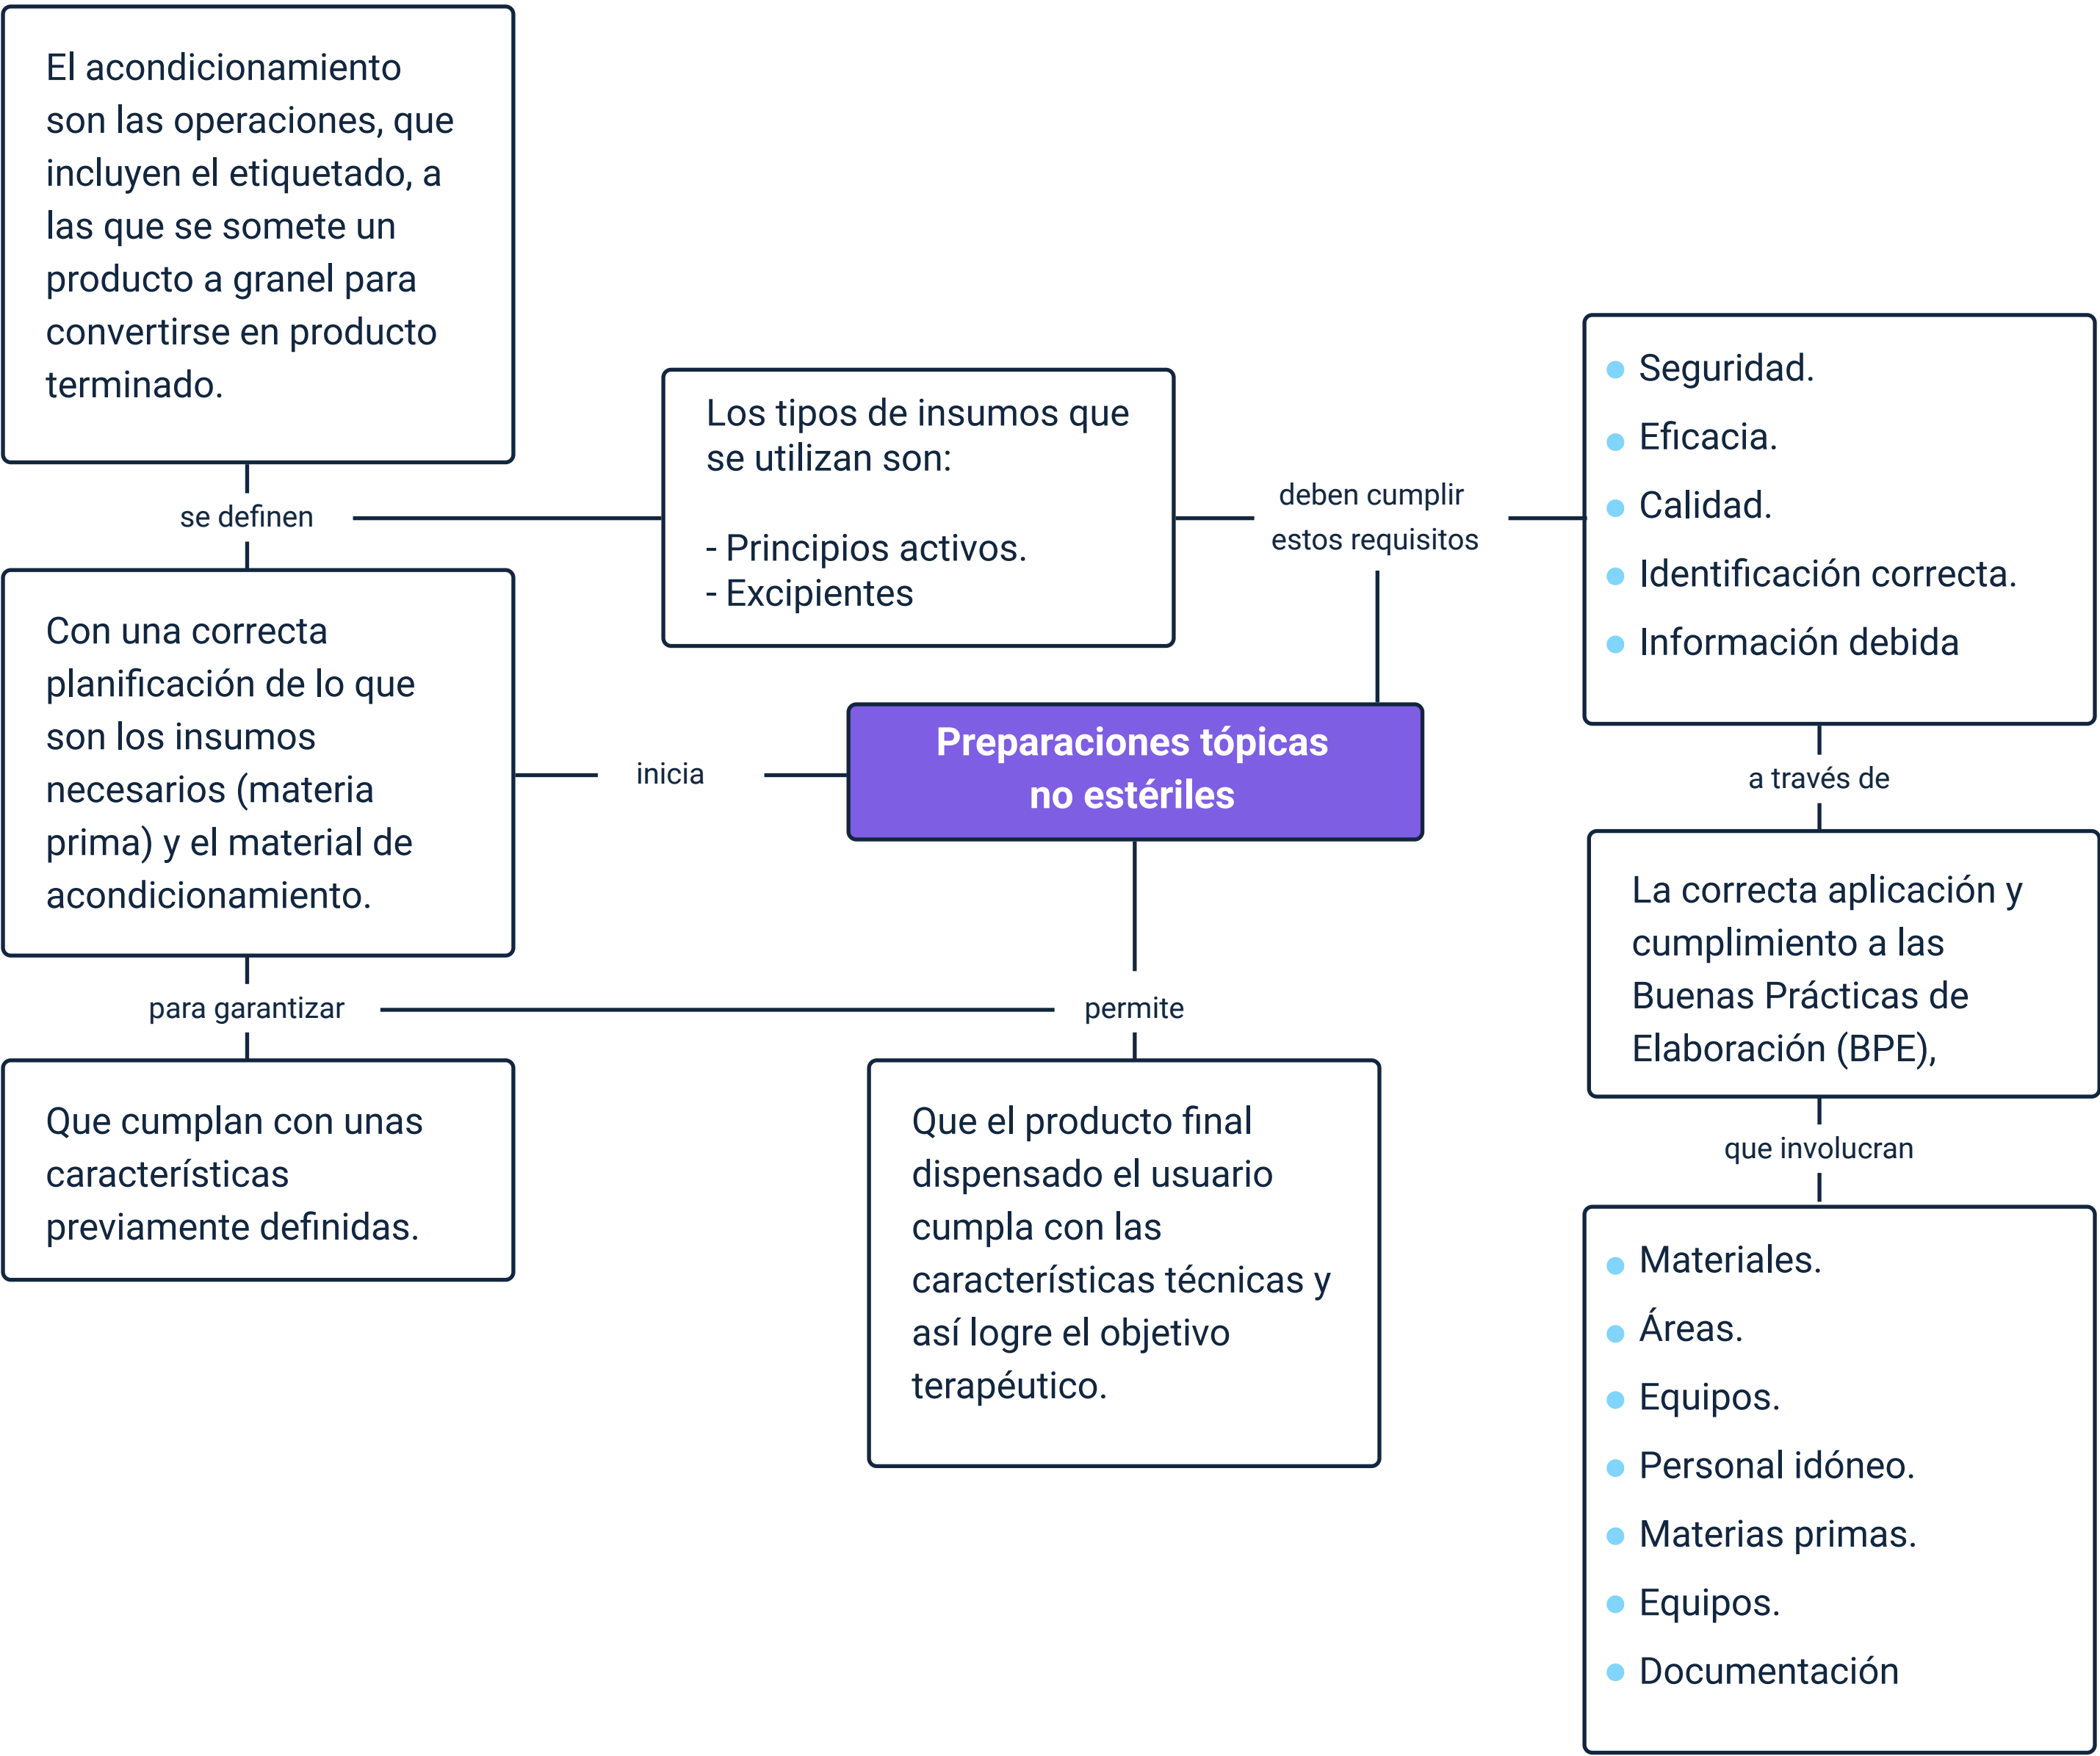 El acondicionamiento
son las operaciones, que
incluyen el etiquetado, a
las que se somete un
producto a granel para
convertirse en producto
terminado.
se definen
Los tipos de insumos que
se utilizan son:
- Principios activos.
- Excipientes
deben cumplir
estos requisitos
Seguridad.
Eficacia.
Calidad.
Identificación correcta.
Información debida
Con una correcta
planificación de lo que
son los insumos
necesarios (materia
prima) y el material de
acondicionamiento.
inicia
Preparaciones tópicas
no estériles
a través de
La correcta aplicación y
cumplimiento a las
Buenas Prácticas de
Elaboración (BPE),
para garantizar
permite
Que cumplan con unas
características
previamente definidas.
Que el producto final
dispensado el usuario
cumpla con las
características técnicas y
así logre el objetivo
terapéutico.
que involucran
Materiales.
Áreas.
Equipos.
Personal idóneo.
Materias primas.
Equipos.
Documentación